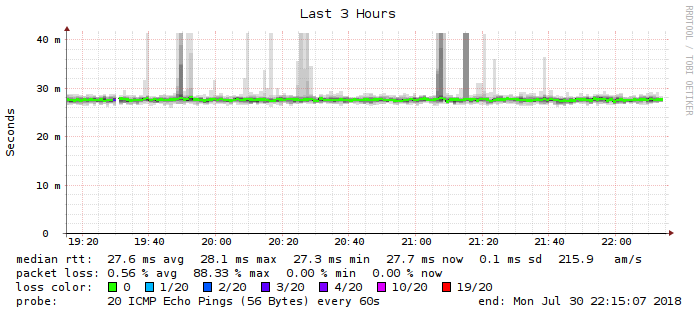 Last 3 Hours
RRDTOOL / TOBI OETIKER
Seconds
40 m
30 m
20 m
10 m
0
19:20 19:40 20:00 20:20 20:40 21:00 21:20 21:40 22:00
median rtt: 27.6 ms avg 28.1 ms max 27.3 ms min 27.7 ms now 0.1 ms sd 215.9 am/s
packet loss: 0.56 % avg 88.33 % max 0.00 % min 0.00 % now
loss color: 0 1/20 2/20 3/20 4/20 10/20 19/20
probe: 20 ICMP Echo Pings (56 Bytes) every 60s end: Mon Jul 30 22:15:07 2018